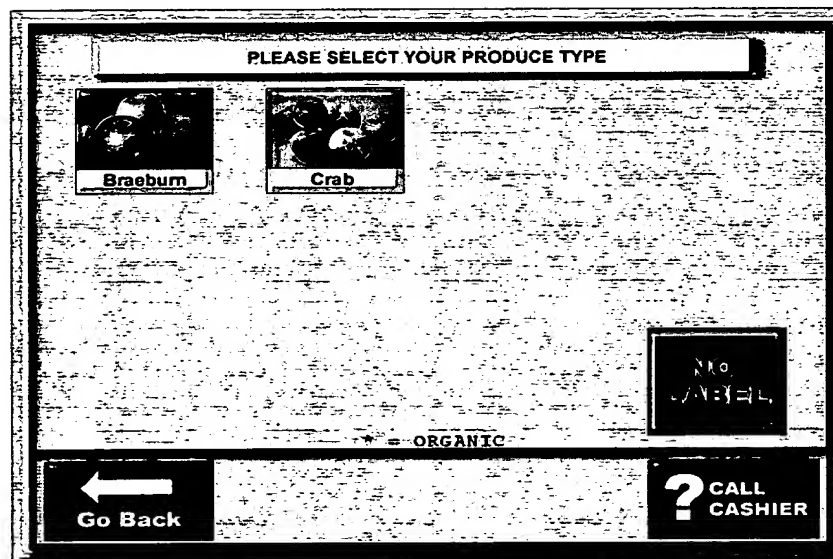 PLEASE SELECT YOUR PRODUCE TYPE
Braeburn
Crab
No
LABEL
* = ORGANIC
Go Back
? CALL
CASHIER